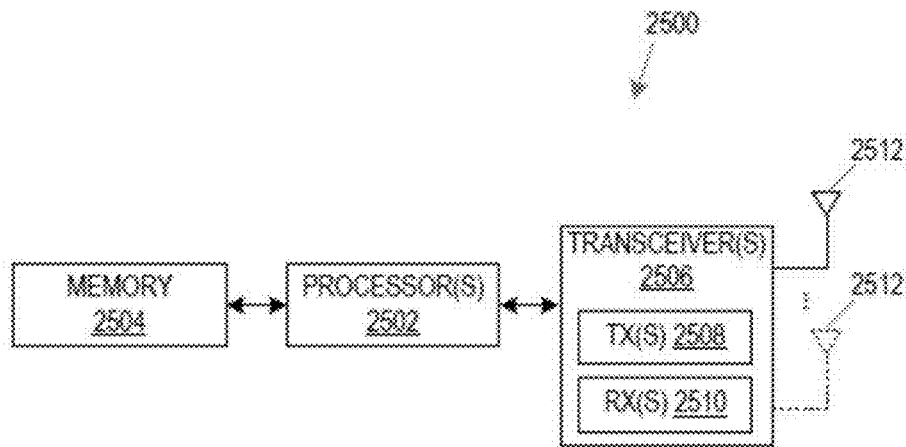 2500
2512
TRANSCEIVER(S)
2506
MEMORY
2504
PROCESSOR(S)
2502
2512
TX(S) 2508
RX(S) 2510